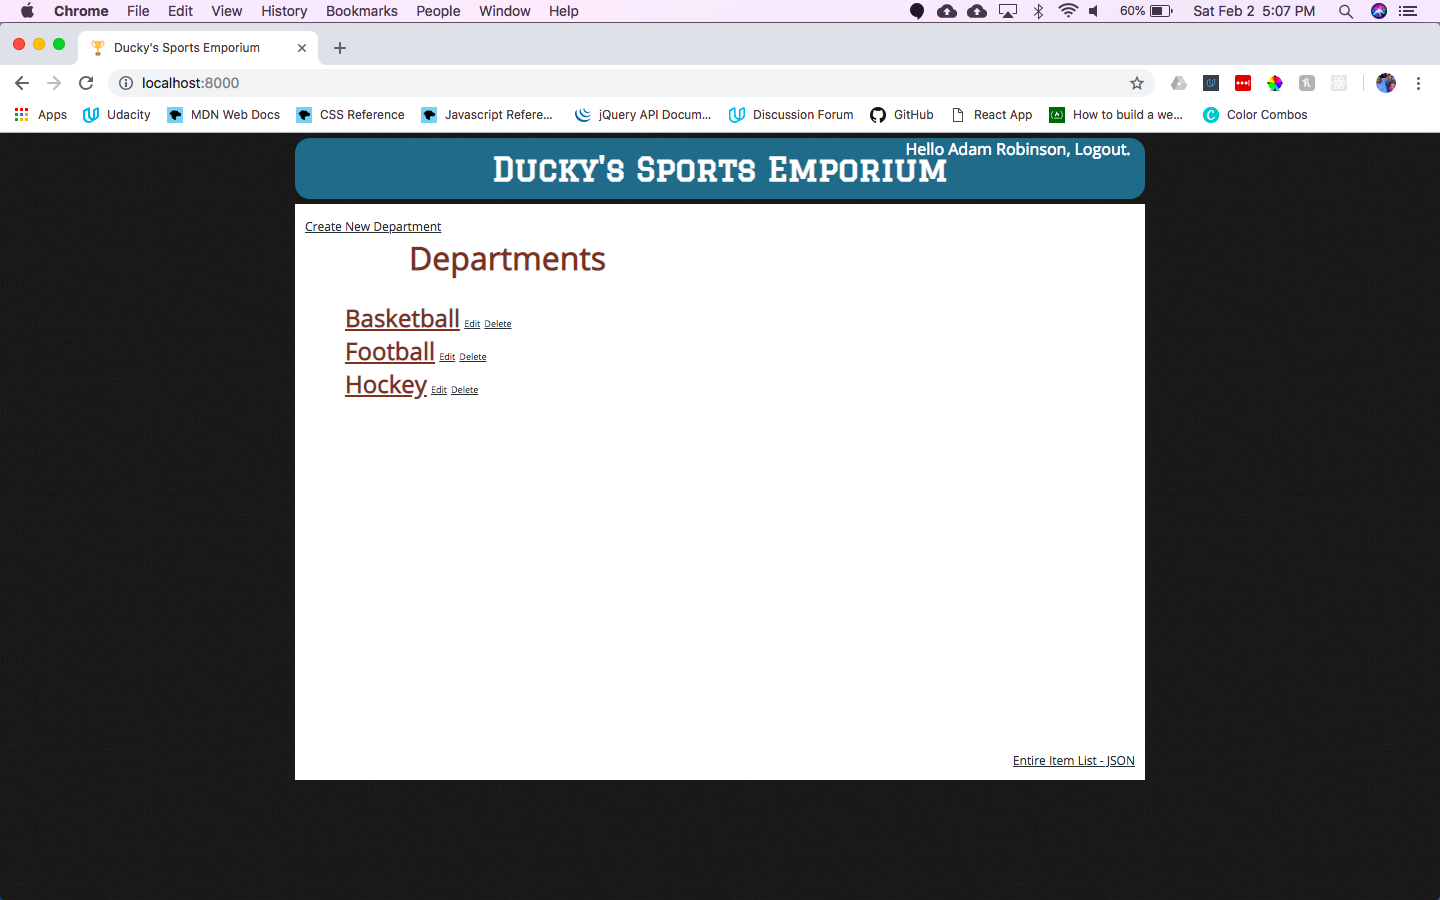 Chrome File Edit View History Bookmarks People Window Help 60% Sat Feb 2 5:07 PM
Ducky's Sports Emporium
localhost:8000
Apps Udacity MDN Web Docs CSS Reference Javascript Refere... jQuery API Docum... Discussion Forum GitHub React App How to build a we... Color Combos
Hello Adam Robinson, Logout.
Ducky's Sports Emporium
Create New Department
Departments
Basketball Edit Delete
Football Edit Delete
Hockey Edit Delete
Entire Item List - JSON